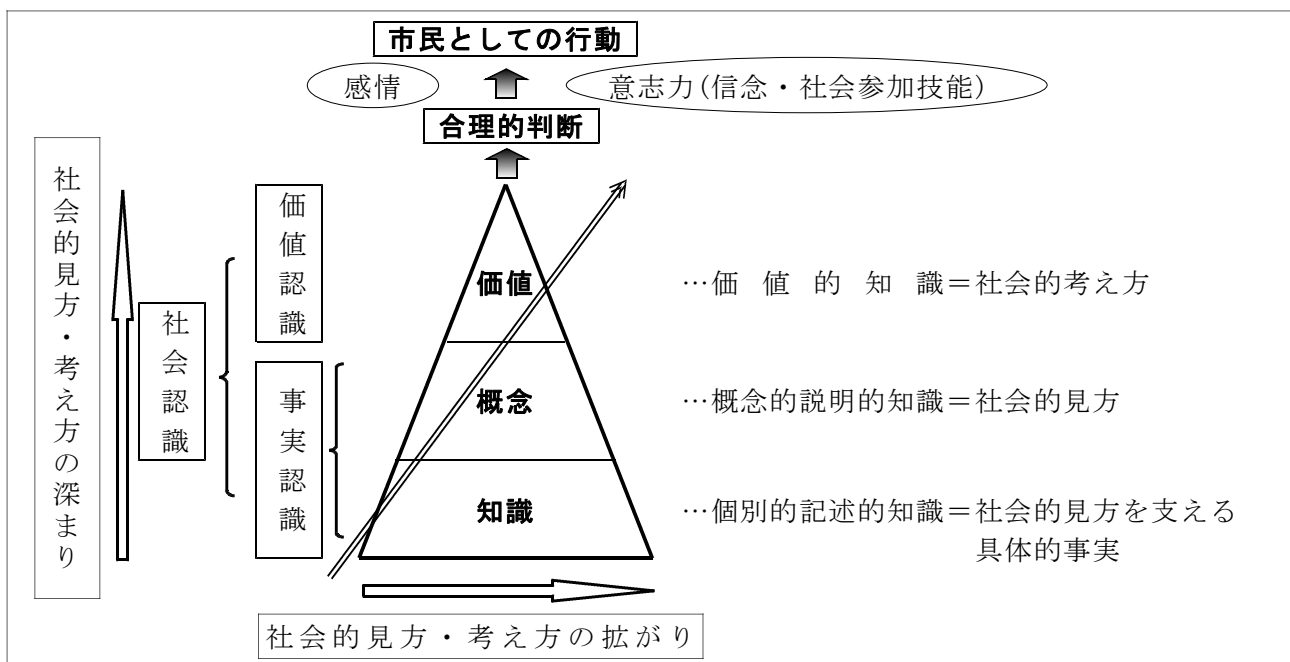 市民としての行動
感情
意志力(信念・社会参加技能)
合理的判断
社会的見方・考え方の深まり
社会認識
価値認識
事実認識
価値
…価値的知識＝社会的考え方
概念
…概念的説明的知識＝社会的見方
知識
…個別的記述的知識＝社会的見方を支える
具体的事実
社会的見方・考え方の拡がり